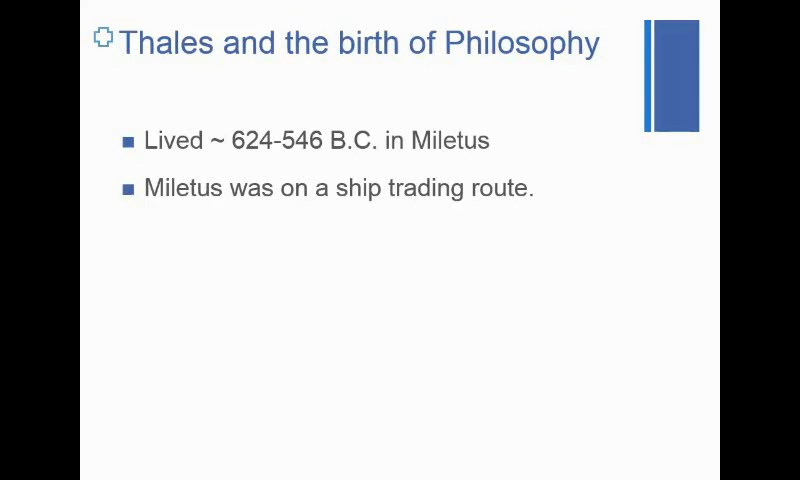 Thales and the birth of Philosophy
Lived ~ 624-546 B.C. in Miletus
Miletus was on a ship trading route.